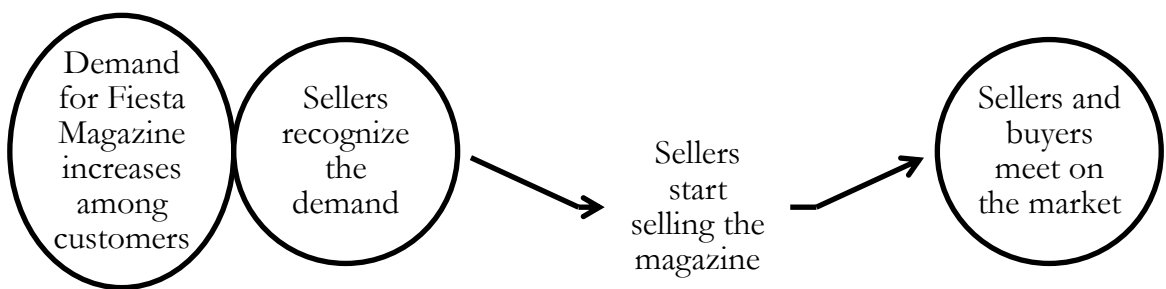 Demand
for Fiesta
Magazine
increases
among
customers
Sellers
recognize
the
demand
Sellers
start
selling the
magazine
Sellers and
buyers
meet on
the market